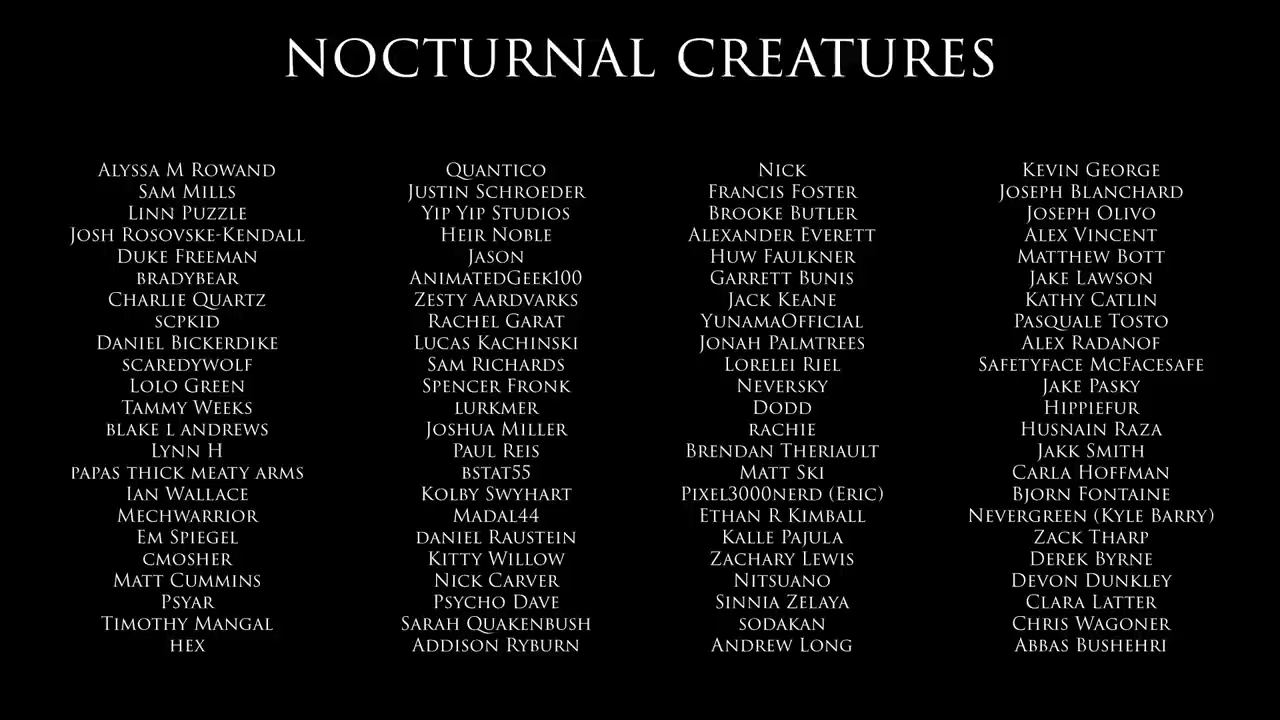 NOCTURNAL CREATURES
Alyssa M Rowand
Sam Mills
Linn Puzzle
Josh Rosovske-Kendall
Duke Freeman
bradybear
Charlie Quartz
scpkid
Daniel Bickerdike
scaredywolf
Lolo Green
Tammy Weeks
blake l andrews
Lynn H
papas thick meaty arms
Ian Wallace
Mechwarrior
Em Spiegel
cmosher
Matt Cummins
Psyar
Timothy Mangal
hex
Quantico
Justin Schroeder
Yip Yip Studios
Heir Noble
Jason
AnimatedGeek100
Zesty Aardvarks
Rachel Garat
Lucas Kachinski
Sam Richards
Spencer Fronk
lurkmer
Joshua Miller
Paul Reis
bstat55
Kolby Swyhart
Madal44
daniel Raustein
Kitty Willow
Nick Carver
Psycho Dave
Sarah Quakenbush
Addison Ryburn
Nick
Francis Foster
Brooke Butler
Alexander Everett
Huw Faulkner
Garrett Bunis
Jack Keane
YunamaOfficial
Jonah Palmtrees
Lorelei Riel
Neversky
Dodd
rachie
Brendan Theriault
Matt Ski
Pixel3000nerd (Eric)
Ethan R Kimball
Kalle Pajula
Zachary Lewis
Nitsuano
Sinnia Zelaya
sodakan
Andrew Long
Kevin George
Joseph Blanchard
Joseph Olivo
Alex Vincent
Matthew Bott
Jake Lawson
Kathy Catlin
Pasquale Tosto
Alex Radanof
Safetyface McFacesafe
Jake Pasky
Hippiefur
Husnain Raza
Jakk Smith
Carla Hoffman
Bjorn Fontaine
Nevergreen (Kyle Barry)
Zack Tharp
Derek Byrne
Devon Dunkley
Clara Latter
Chris Wagoner
Abbas Bushehri